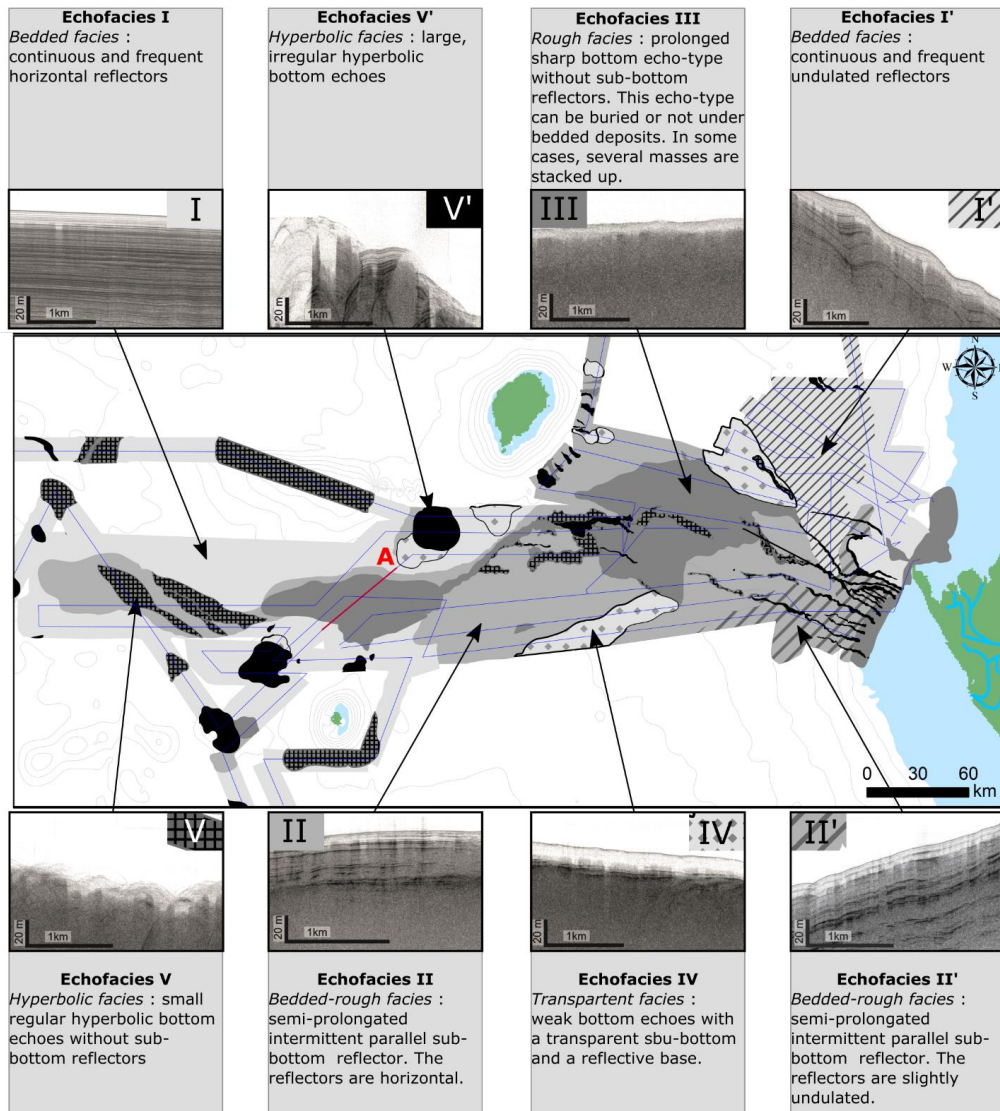 Echofacies I
Bedded facies :
continuous and frequent
horizontal reflectors
Echofacies V'
Hyperbolic facies : large,
irregular hyperbolic
bottom echoes
Echofacies III
Rough facies : prolonged
sharp bottom echo-type
without sub-bottom
reflectors. This echo-type
can be buried or not under
bedded deposits. In some
cases, several masses are
stacked up.
Echofacies I'
Bedded facies :
continuous and frequent
undulated reflectors
I
20 m
1km
V'
20 m
1km
III
20 m
1km
I'
20 m
1km
N
W E
S
A
0 30 60
km
V
20 m
1km
II
20 m
1km
IV
20 m
1km
II'
20 m
1km
Echofacies V
Hyperbolic facies : small
regular hyperbolic bottom
echoes without sub-
bottom reflectors
Echofacies II
Bedded-rough facies :
semi-prolongated
intermittent parallel sub-
bottom reflector. The
reflectors are horizontal.
Echofacies IV
Transpartent facies :
weak bottom echoes with
a transparent sbu-bottom
and a reflective base.
Echofacies II'
Bedded-rough facies :
semi-prolongated
intermittent parallel sub-
bottom reflector. The
reflectors are slightly
undulated.